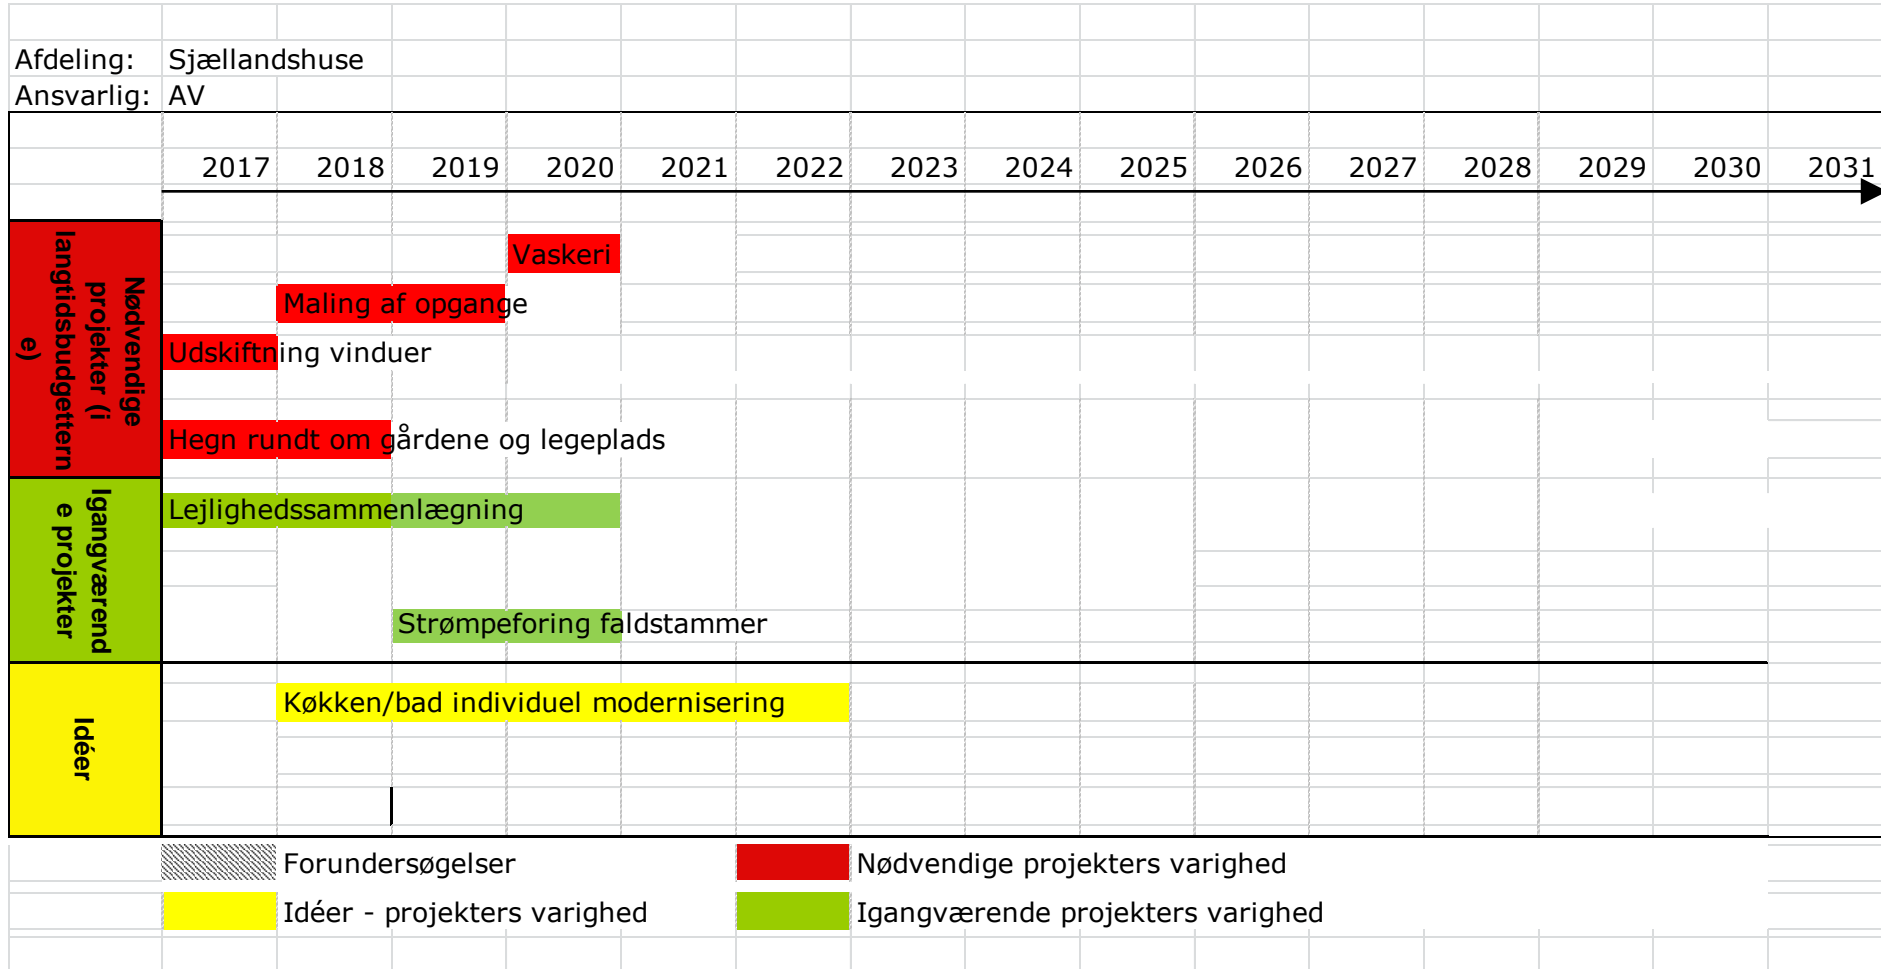 Afdeling: Sjællandshuse
Ansvarlig: AV
2017 2018 2019 2020 2021 2022 2023 2024 2025 2026 2027 2028 2029 2030 2031
Nødvendige
projekter (i
langtidsbudgettern
e)
Vaskeri
Maling af opgange
Udskiftning vinduer
Hegn rundt om gårdene og legeplads
Igangværend
e projekter
Lejlighedssammenlægning
Strømpeforing faldstammer
Idéer
Køkken/bad individuel modernisering
Forundersøgelser
Nødvendige projekters varighed
Idéer - projekters varighed
Igangværende projekters varighed